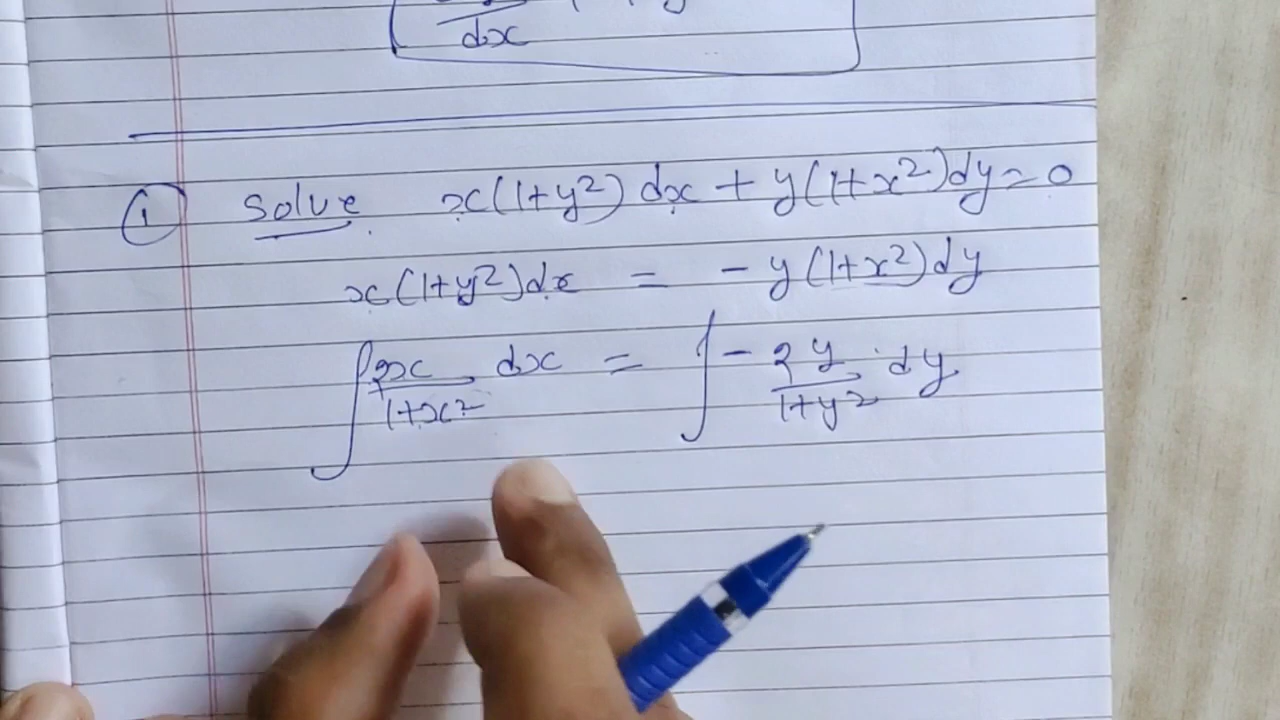 dx
① Solve x(1+y²) dx + y(1+x²)dy = 0
x(1+y²)dx = - y(1+x²)dy
∫ 2x/1+x² dx = ∫ - 2y/1+y² . dy